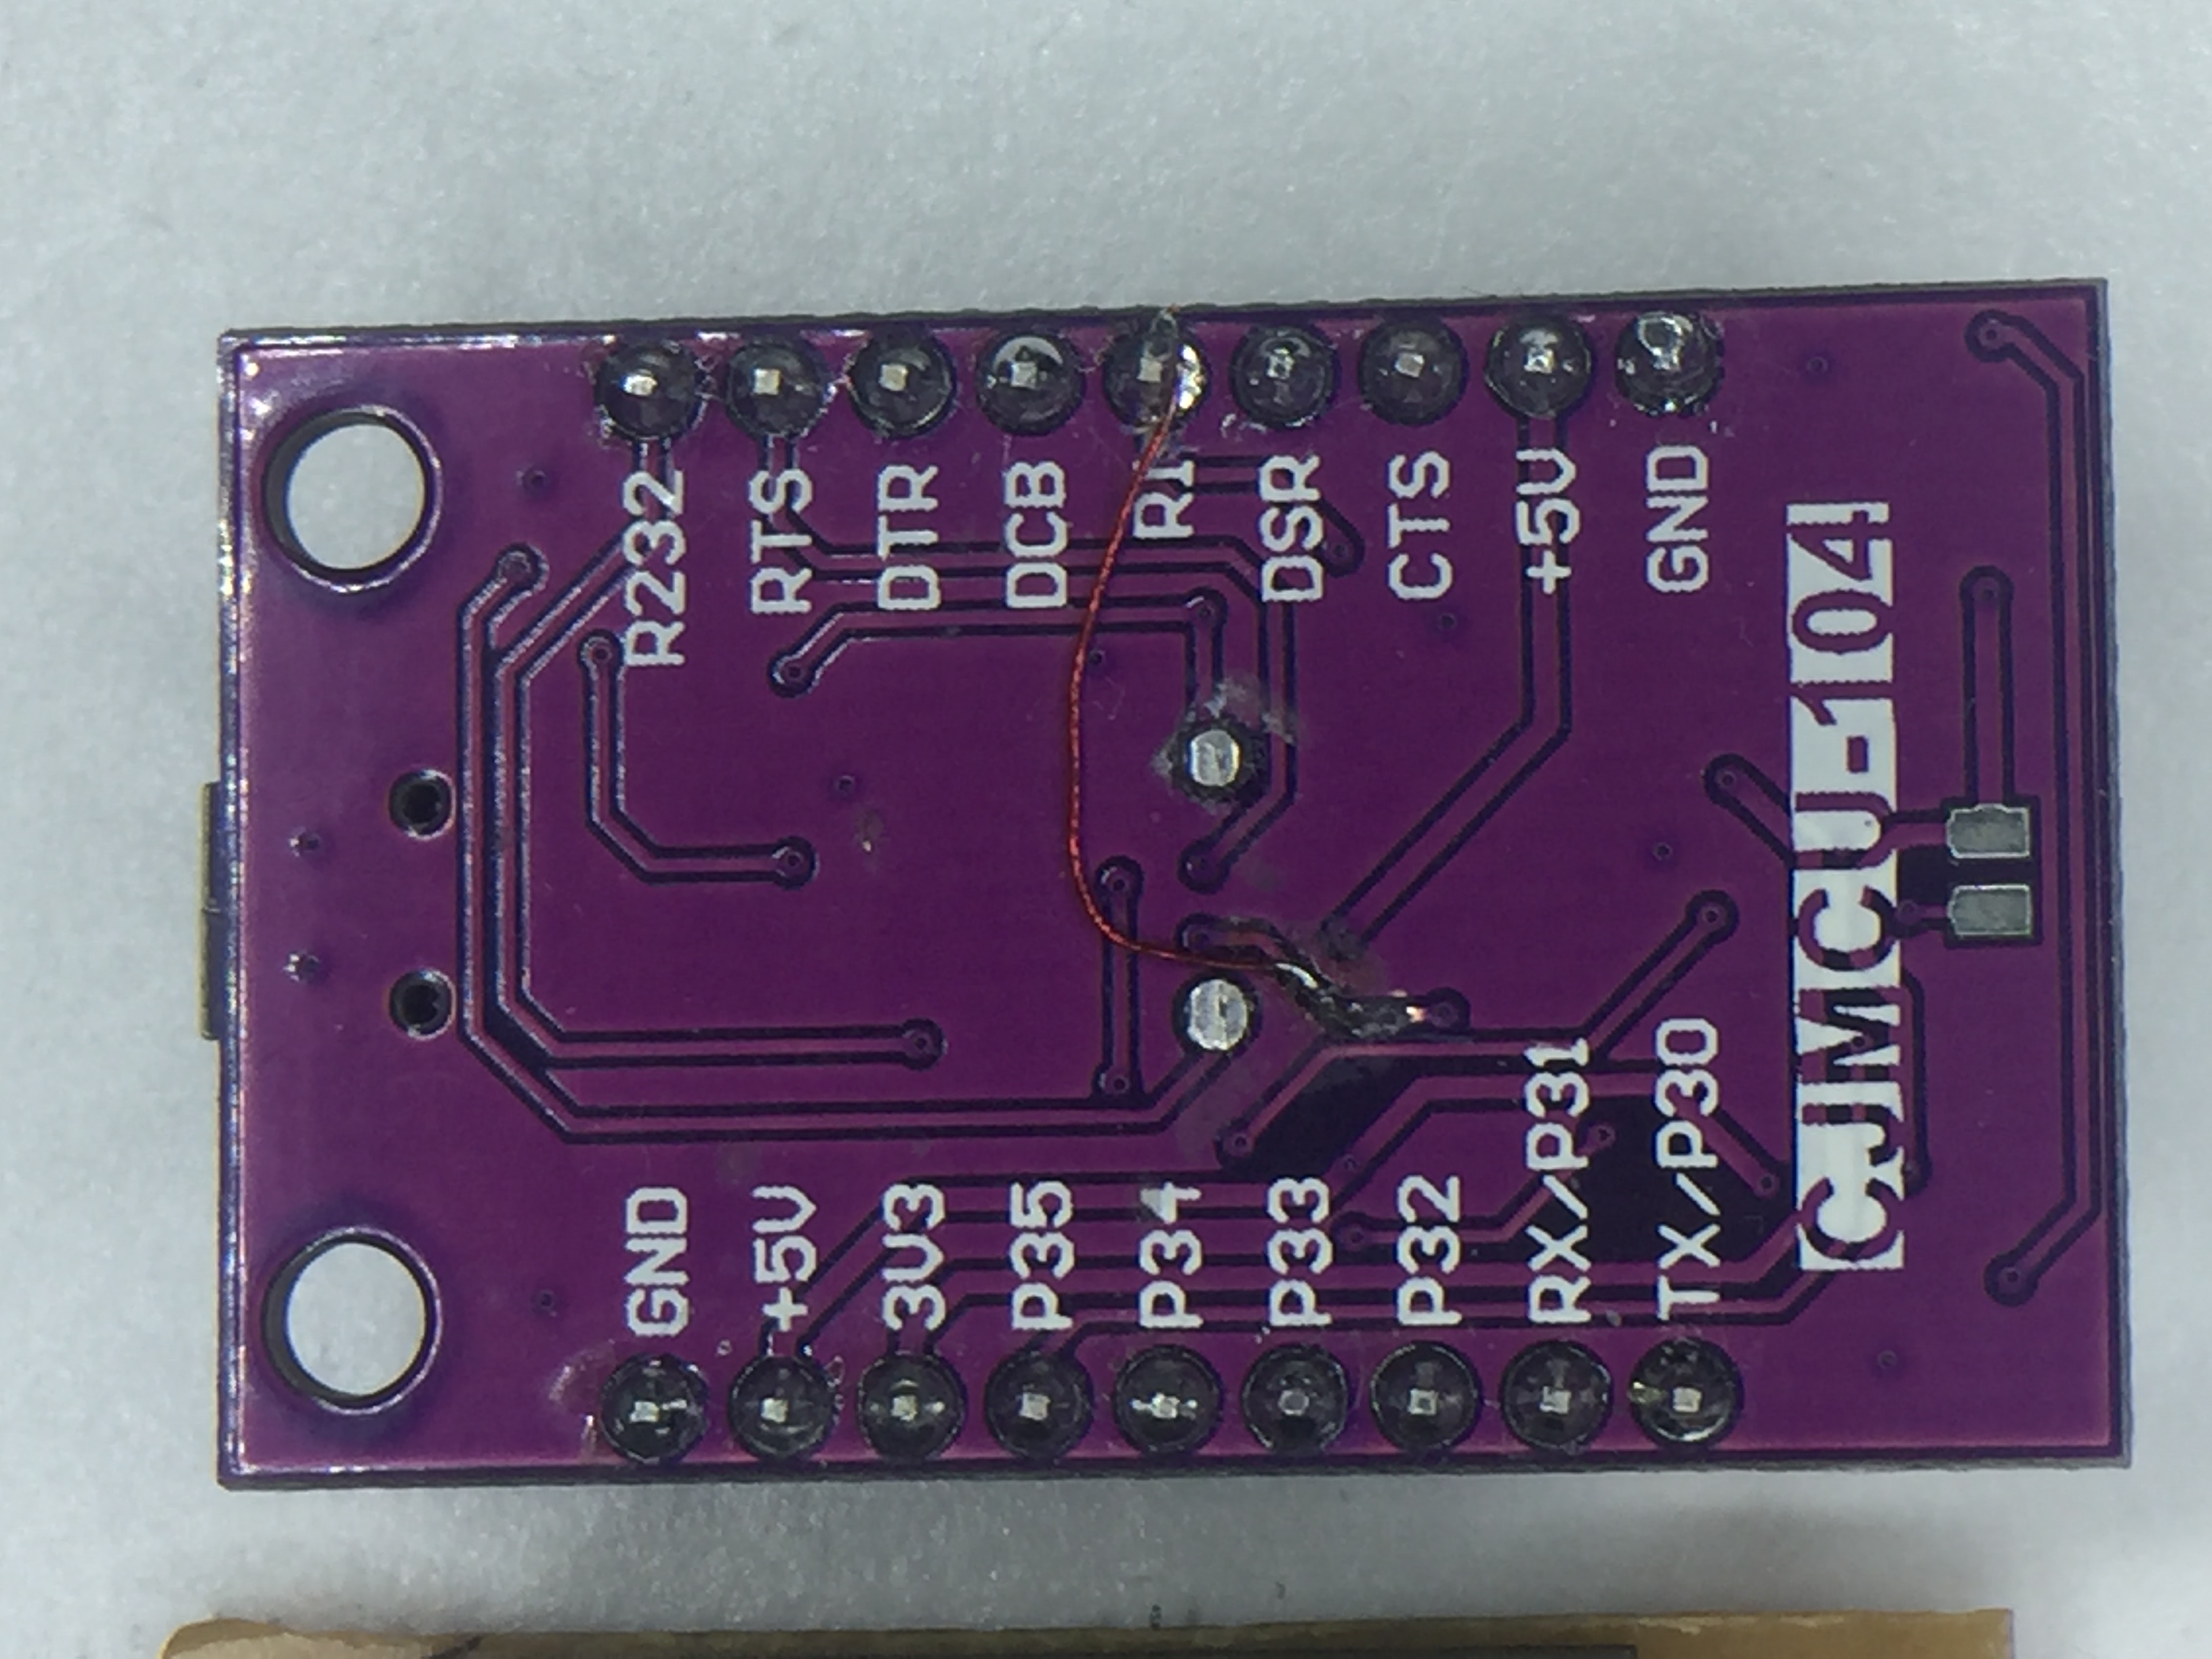 GND R232
+5V RTS
3V3 DTR
P35 DCB
P34 RI
P33 DSR
P32 CTS
RX/P31 +5V
TX/P30 GND
CJMCU-104